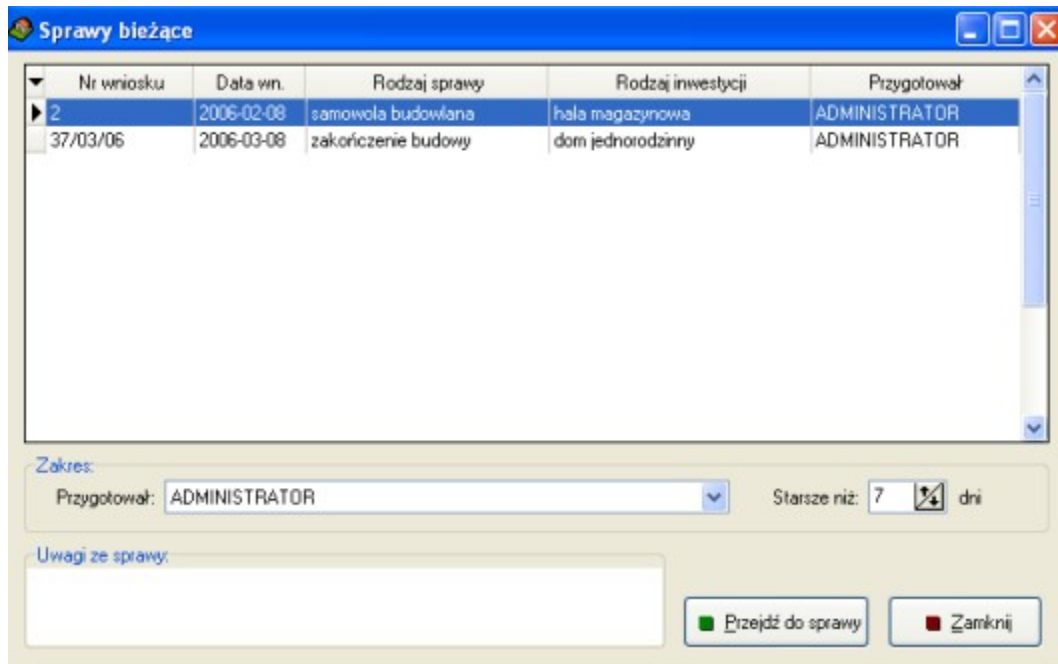 Sprawy bieżące
Nr wniosku Data wn. Rodzaj sprawy Rodzaj inwestycji Przygotował
2 2006-02-08 samowola budowlana hala magazynowa ADMINISTRATOR
37/03/06 2006-03-08 zakończenie budowy dom jednorodzinny ADMINISTRATOR
Zakres:
Przygotował: ADMINISTRATOR Starsze niż: 7 dni
Uwagi ze sprawy:
Przejdź do sprawy Zamknij